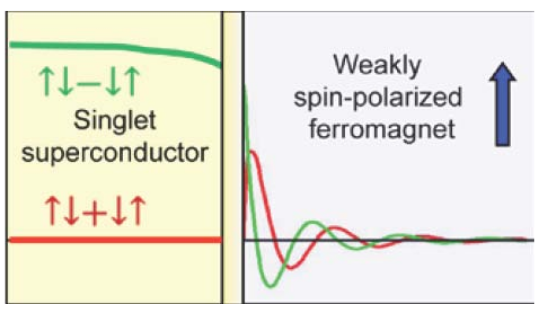 ↑↓−↓↑
Singlet
superconductor
↑↓+↓↑
Weakly
spin-polarized
ferromagnet